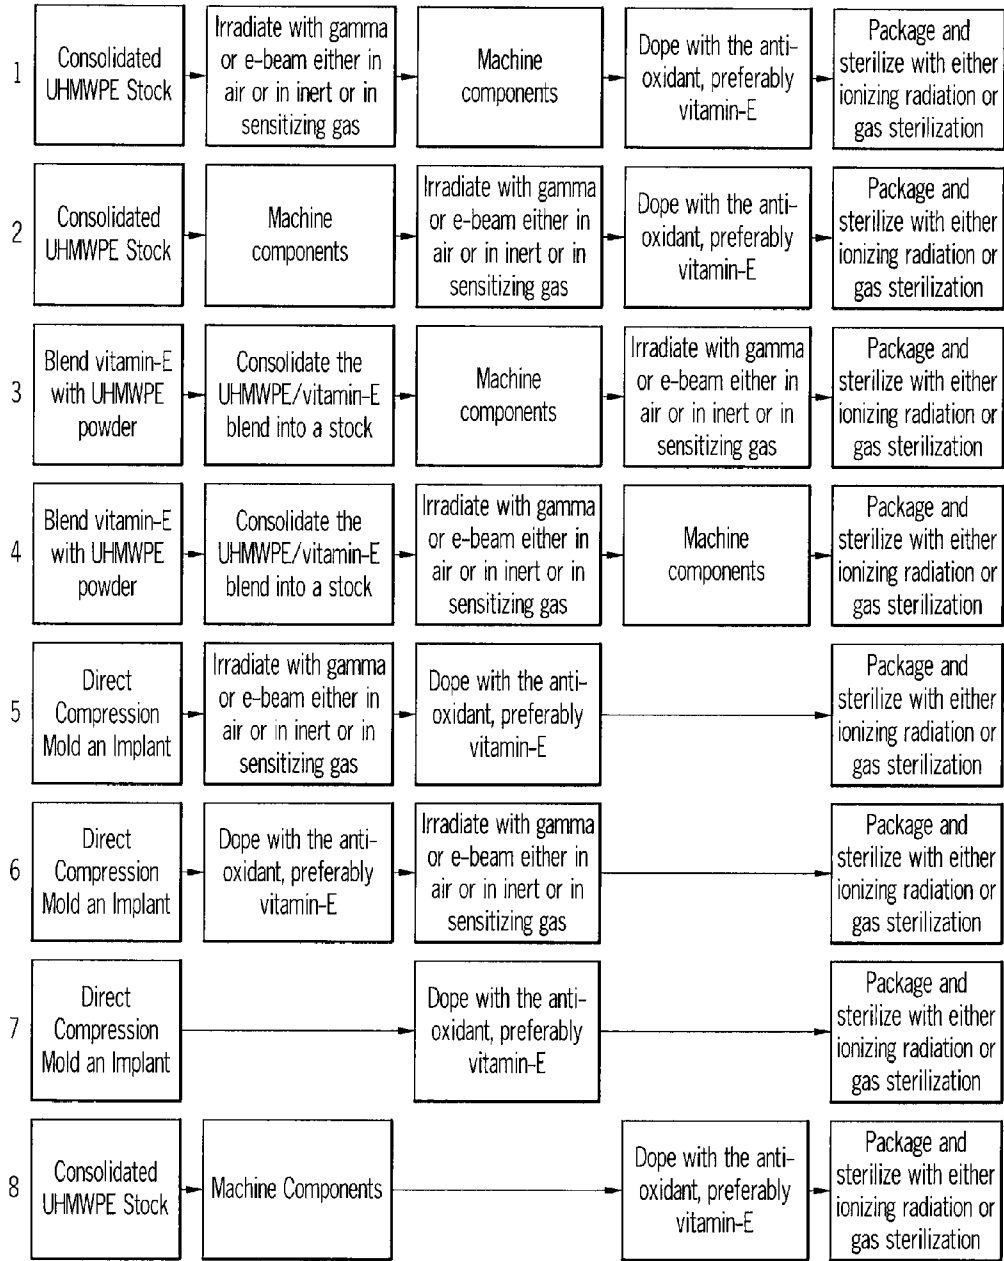 1
Consolidated
UHMWPE Stock
Irradiate with gamma
or e-beam either in
air or in inert or in
sensitizing gas
Machine
components
Dope with the anti-
oxidant, preferably
vitamin-E
Package and
sterilize with either
ionizing radiation or
gas sterilization
2
Consolidated
UHMWPE Stock
Machine
components
Irradiate with gamma
or e-beam either in
air or in inert or in
sensitizing gas
Dope with the anti-
oxidant, preferably
vitamin-E
Package and
sterilize with either
ionizing radiation or
gas sterilization
3
Blend vitamin-E
with UHMWPE
powder
Consolidate the
UHMWPE/vitamin-E
blend into a stock
Machine
components
Irradiate with gamma
or e-beam either in
air or in inert or in
sensitizing gas
Package and
sterilize with either
ionizing radiation or
gas sterilization
4
Blend vitamin-E
with UHMWPE
powder
Consolidate the
UHMWPE/vitamin-E
blend into a stock
Irradiate with gamma
or e-beam either in
air or in inert or in
sensitizing gas
Machine
components
Package and
sterilize with either
ionizing radiation or
gas sterilization
5
Direct
Compression
Mold an Implant
Irradiate with gamma
or e-beam either in
air or in inert or in
sensitizing gas
Dope with the anti-
oxidant, preferably
vitamin-E
Package and
sterilize with either
ionizing radiation or
gas sterilization
6
Direct
Compression
Mold an Implant
Dope with the anti-
oxidant, preferably
vitamin-E
Irradiate with gamma
or e-beam either in
air or in inert or in
sensitizing gas
Package and
sterilize with either
ionizing radiation or
gas sterilization
7
Direct
Compression
Mold an Implant
Dope with the anti-
oxidant, preferably
vitamin-E
Package and
sterilize with either
ionizing radiation or
gas sterilization
8
Consolidated
UHMWPE Stock
Machine Components
Dope with the anti-
oxidant, preferably
vitamin-E
Package and
sterilize with either
ionizing radiation or
gas sterilization